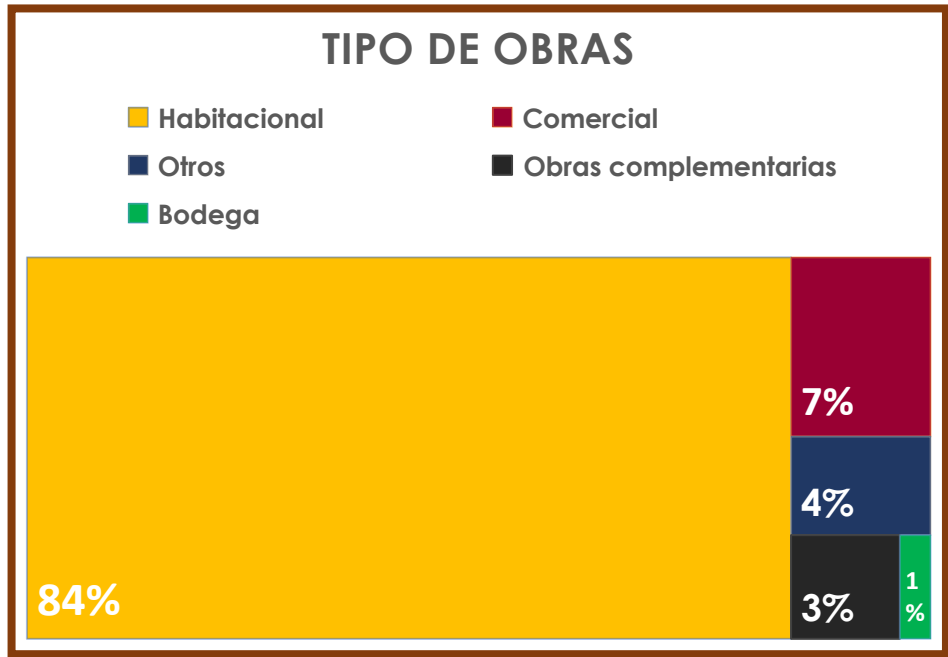 TIPO DE OBRAS
Habitacional
Comercial
Otros
Obras complementarias
Bodega
84%
7%
4%
3%
1
%